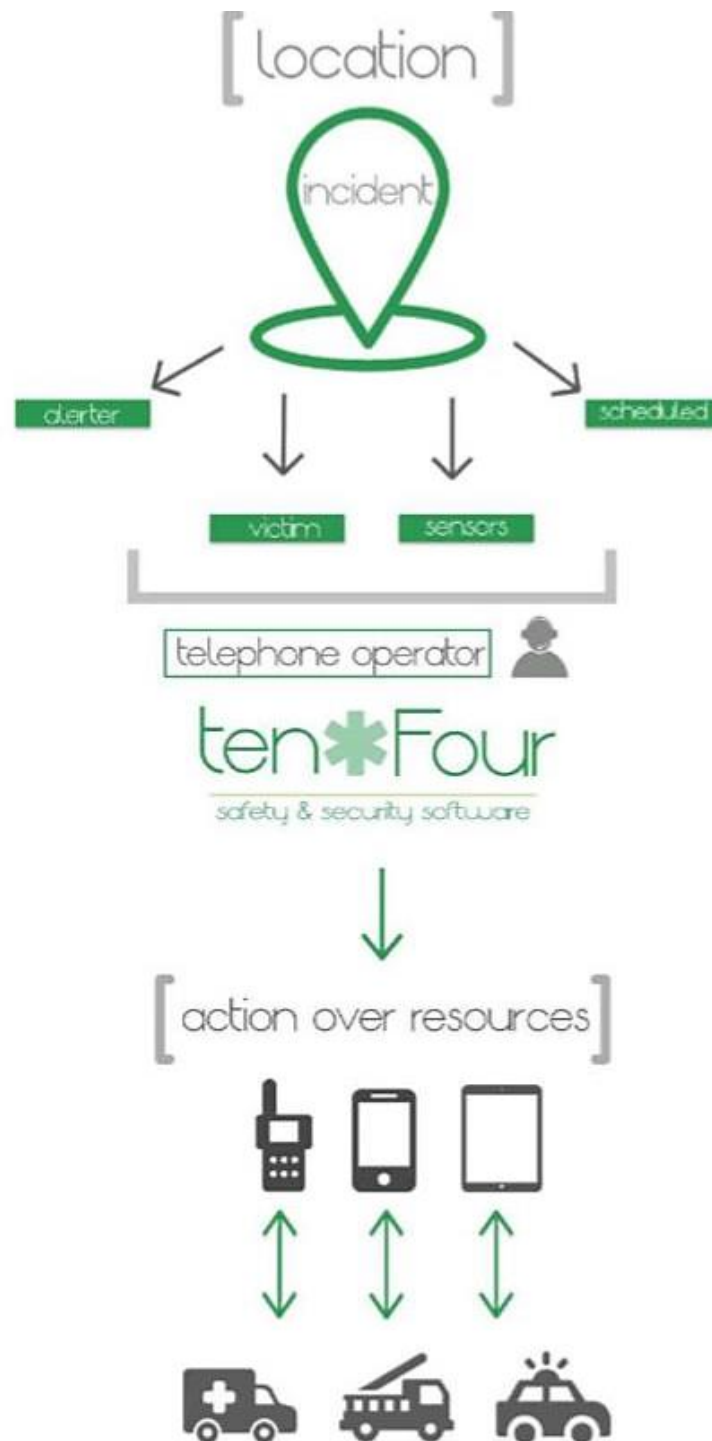 [location]
incident
alerter
scheduled
victim
sensors
telephone operator
ten*Four
safety & security software
[action over resources]